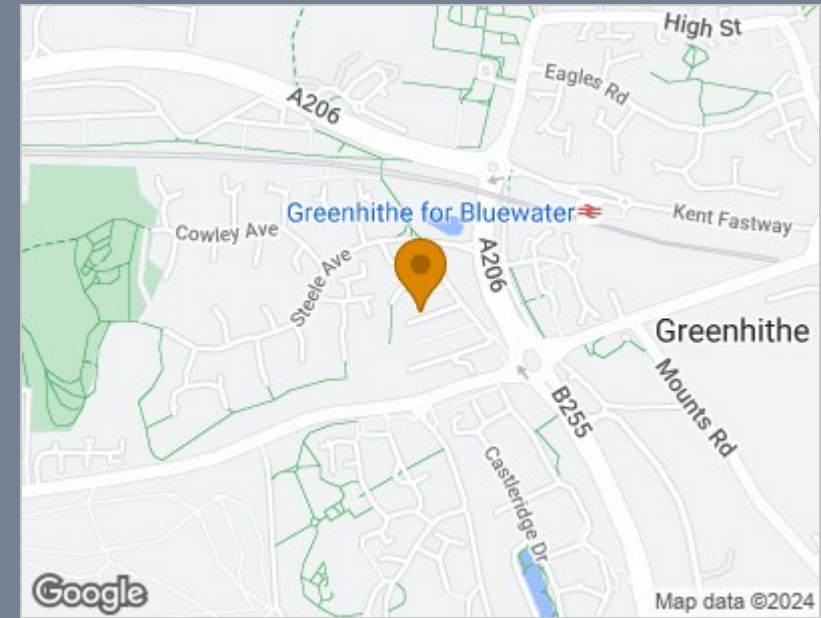 High St
Eagles Rd
A206
Greenhithe for Bluewater
Kent Fastway
Cowley Ave
A206
Steele Ave
Greenhithe
Mounts Rd
B255
Castleridge Dr
Google
Map data ©2024